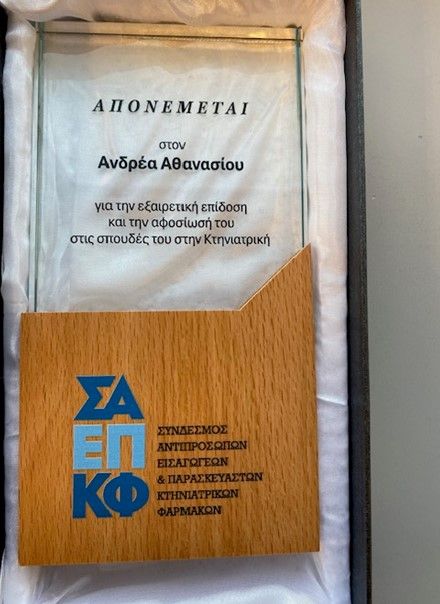 ΑΠΟΝΕΜΕΤΑΙ
στον
Ανδρέα Αθανασίου
για την εξαιρετική επίδοση
και την αφοσίωσή του
στις σπουδές του στην Κτηνιατρική
ΣΑ
ΕΠ
ΚΦ
ΣΥΝΔΕΣΜΟΣ
ΑΝΤΙΠΡΟΣΩΠΩΝ
ΕΙΣΑΓΩΓΕΩΝ
& ΠΑΡΑΣΚΕΥΑΣΤΩΝ
ΚΤΗΝΙΑΤΡΙΚΩΝ
ΦΑΡΜΑΚΩΝ